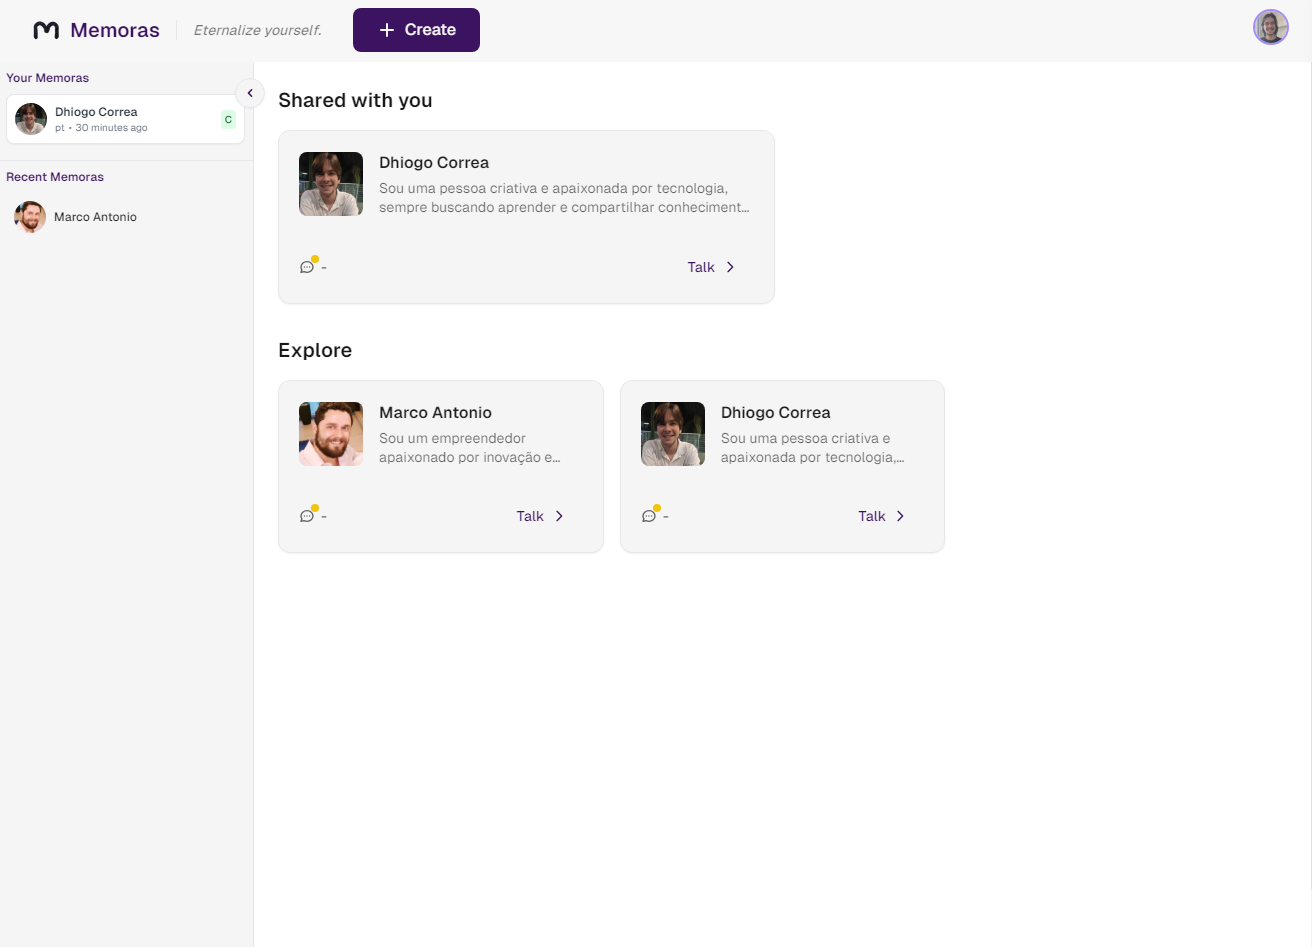 Memoras
Eternalize yourself.
Create
Your Memoras
Dhiogo Correa
pt • 30 minutes ago
C
Recent Memoras
Marco Antonio
Shared with you
Dhiogo Correa
Sou uma pessoa criativa e apaixonada por tecnologia,
sempre buscando aprender e compartilhar conheciment...
-
Talk
Explore
Marco Antonio
Sou um empreendedor
apaixonado por inovação e...
-
Talk
Dhiogo Correa
Sou uma pessoa criativa e
apaixonada por tecnologia,...
-
Talk